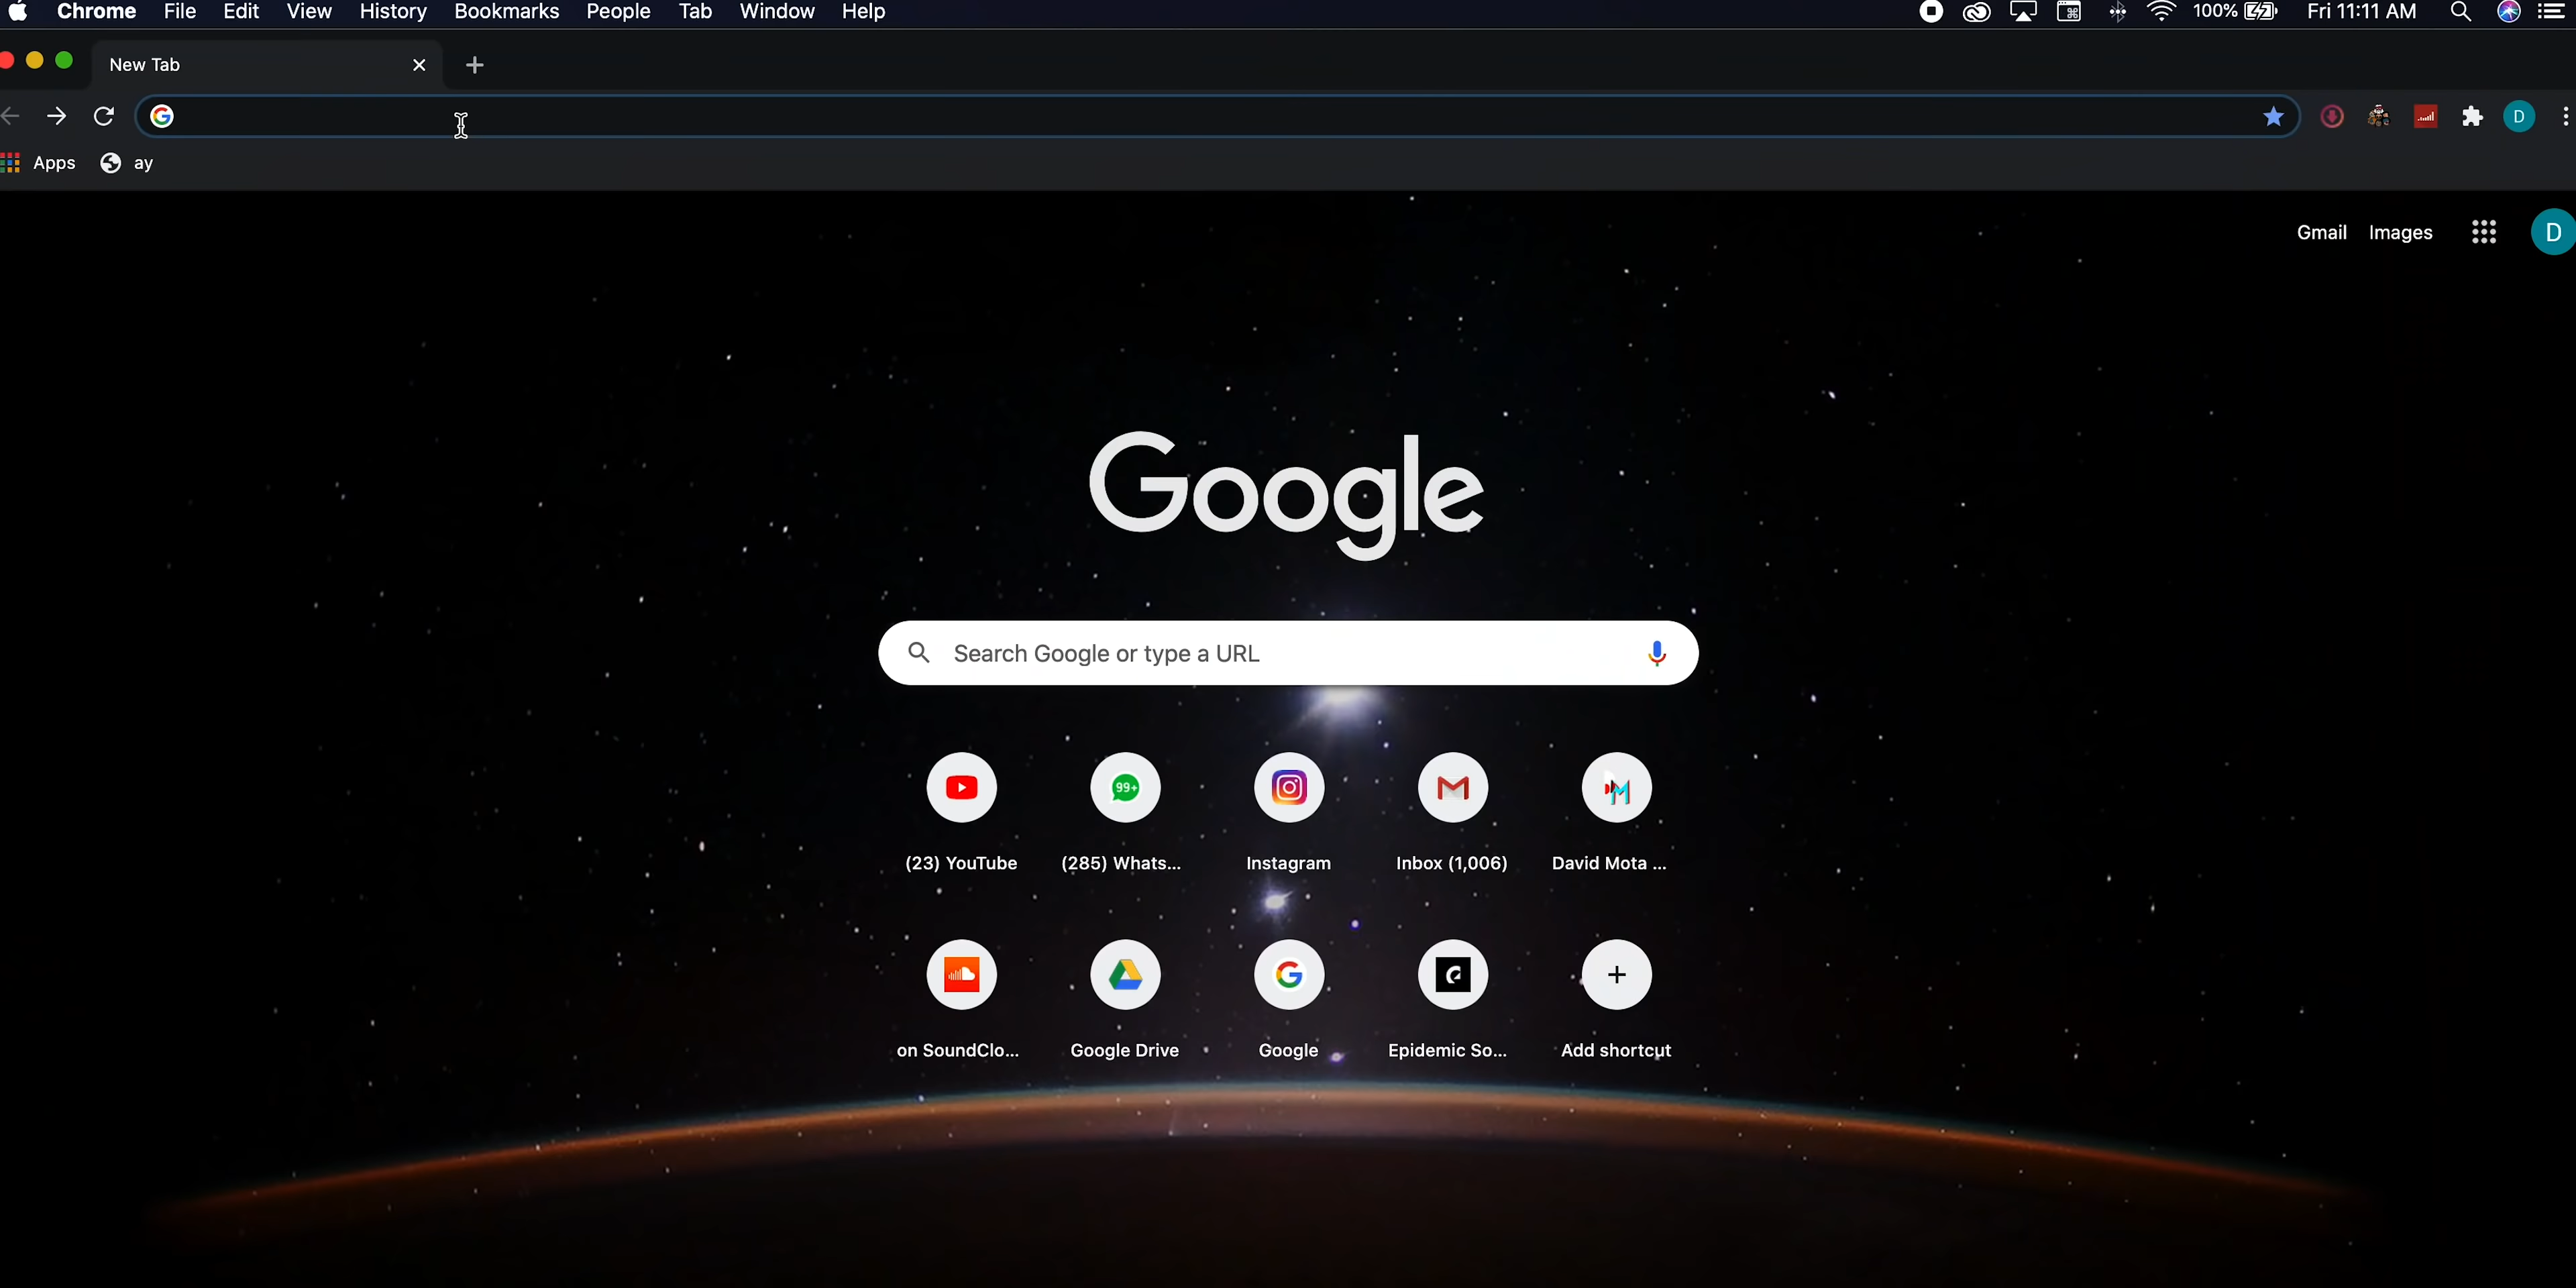 Chrome File Edit View History Bookmarks People Tab Window Help 100% Fri 11:11 AM
New Tab
D
Apps ay
Gmail Images D
Google
Search Google or type a URL
99+
(23) YouTube (285) Whats... Instagram Inbox (1,006) David Mota ...
on SoundClo... Google Drive Google Epidemic So... Add shortcut